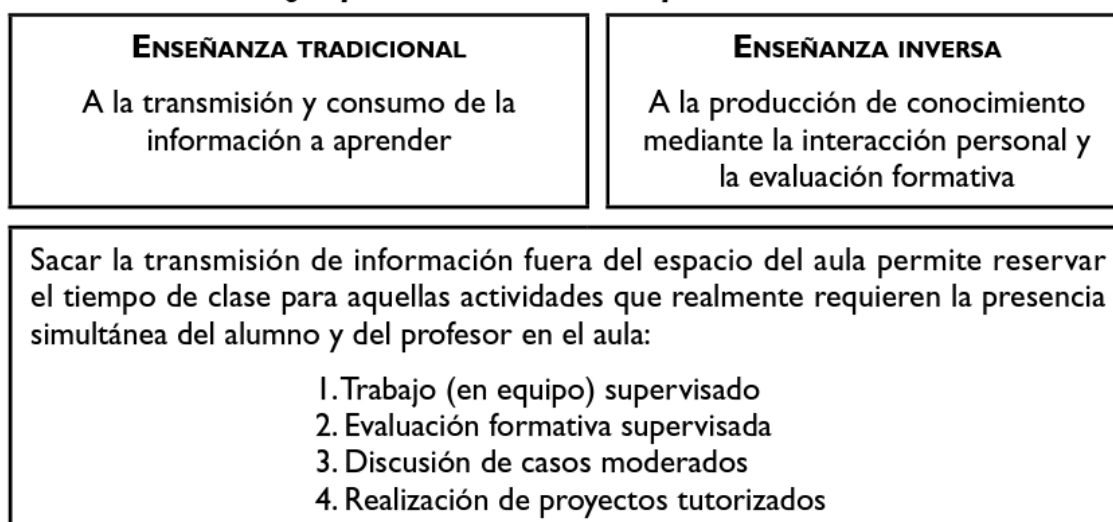 ENSEÑANZA TRADICIONAL
A la transmisión y consumo de la
información a aprender
ENSEÑANZA INVERSA
A la producción de conocimiento
mediante la interacción personal y
la evaluación formativa
Sacar la transmisión de información fuera del espacio del aula permite reservar
el tiempo de clase para aquellas actividades que realmente requieren la presencia
simultánea del alumno y del profesor en el aula:
1. Trabajo (en equipo) supervisado
2. Evaluación formativa supervisada
3. Discusión de casos moderados
4. Realización de proyectos tutorizados